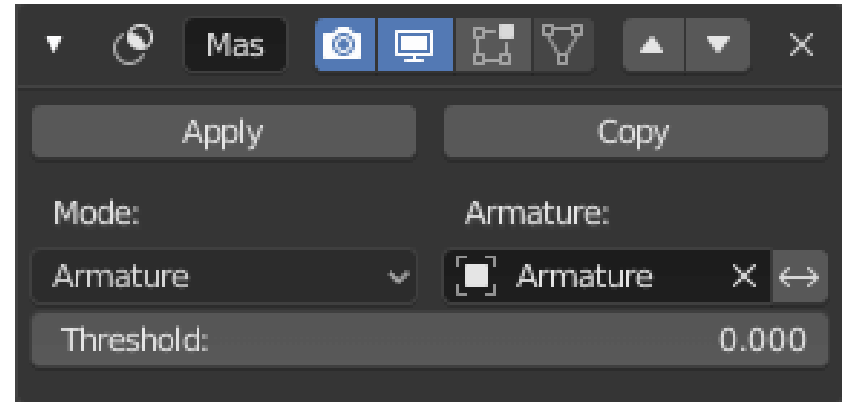 Mas
Apply Copy
Mode: Armature:
Armature Armature
Threshold: 0.000